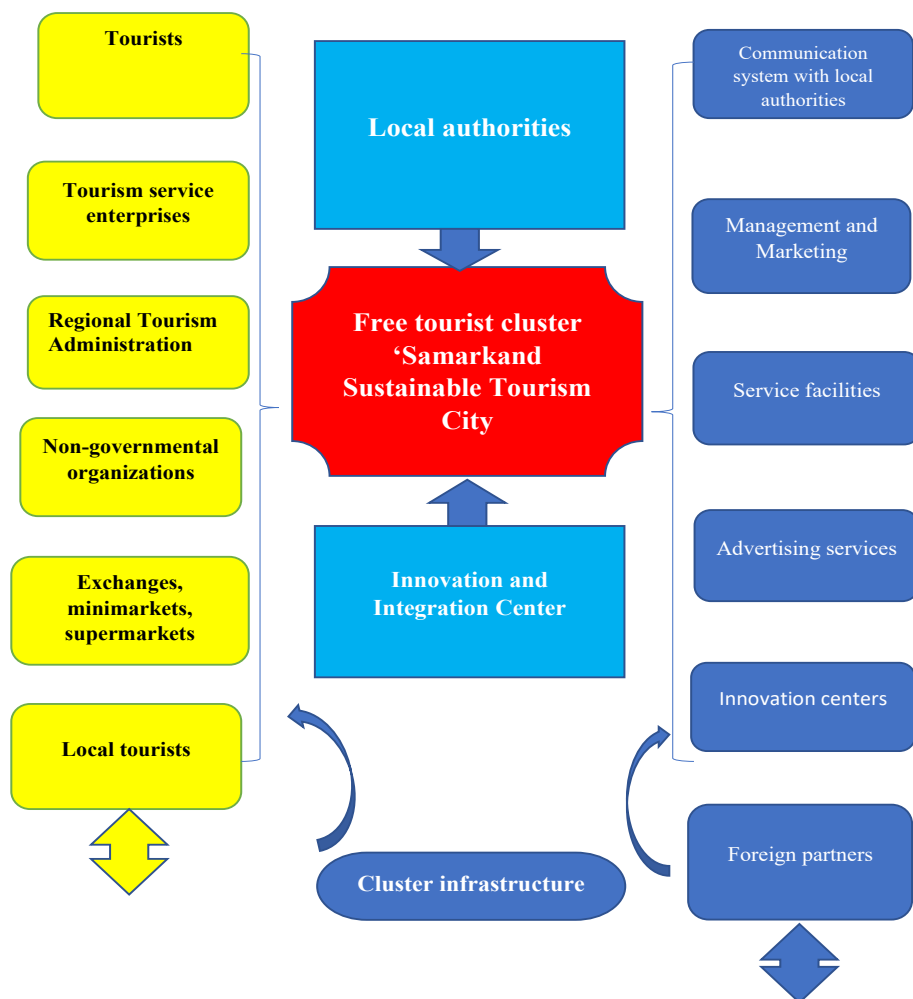 Tourists
Tourism service
enterprises
Regional Tourism
Administration
Non-governmental
organizations
Exchanges,
minimarkets,
supermarkets
Local tourists
Local authorities
Free tourist cluster
‘Samarkand
Sustainable Tourism
City
Innovation and
Integration Center
Cluster infrastructure
Communication
system with local
authorities
Management and
Marketing
Service facilities
Advertising services
Innovation centers
Foreign partners